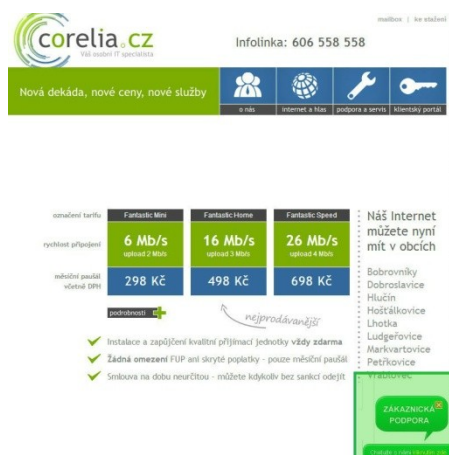 mailbox | ke stažení
corelia.cz
Váš osobní IT specialista
Infolinka: 606 558 558
Nová dekáda, nové ceny, nové služby
o nás
internet a hlas
podpora a servis
klientský portál
označení tarifu
Fantastic Mini
Fantastic Home
Fantastic Speed
rychlost připojení
6 Mb/s
upload 2 Mb/s
16 Mb/s
upload 3 Mb/s
26 Mb/s
upload 4 Mb/s
měsíční paušál
včetně DPH
298 Kč
498 Kč
698 Kč
podrobnosti
nejprodávanější
Instalace a zapůjčení kvalitní přijímací jednotky vždy zdarma
Žádná omezení FUP ani skryté poplatky - pouze měsíční paušál
Smlouva na dobu neurčitou - můžete kdykoliv bez sankcí odejít
Náš Internet
můžete nyní
mít v obcích
Bobrovníky
Dobroslavice
Hlučín
Hošťálkovice
Lhotka
Ludgeřovice
Markvartovice
Petřkovice
Vrablovec
ZÁKAZNICKÁ
PODPORA